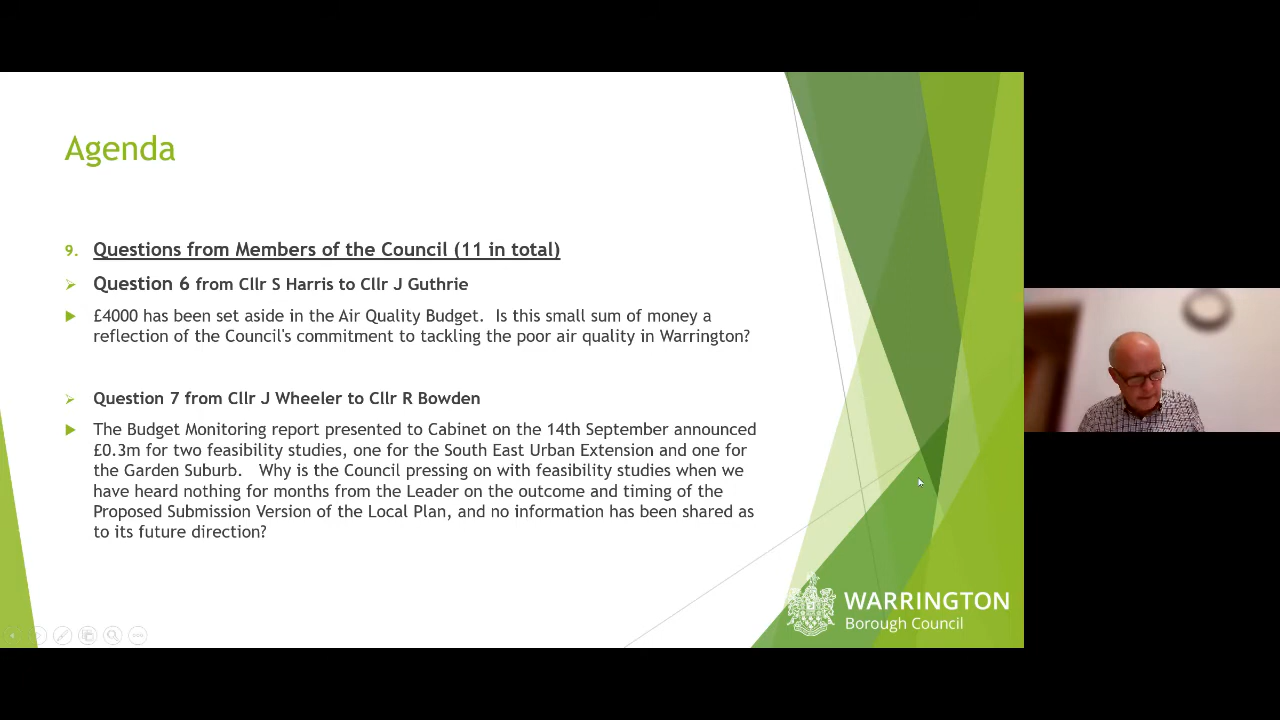 Agenda
9. Questions from Members of the Council (11 in total)
Question 6 from Cllr S Harris to Cllr J Guthrie
£4000 has been set aside in the Air Quality Budget.  Is this small sum of money a
reflection of the Council's commitment to tackling the poor air quality in Warrington?
Question 7 from Cllr J Wheeler to Cllr R Bowden
The Budget Monitoring report presented to Cabinet on the 14th September announced
£0.3m for two feasibility studies, one for the South East Urban Extension and one for
the Garden Suburb.   Why is the Council pressing on with feasibility studies when we
have heard nothing for months from the Leader on the outcome and timing of the
Proposed Submission Version of the Local Plan, and no information has been shared as
to its future direction?
WARRINGTON
Borough Council